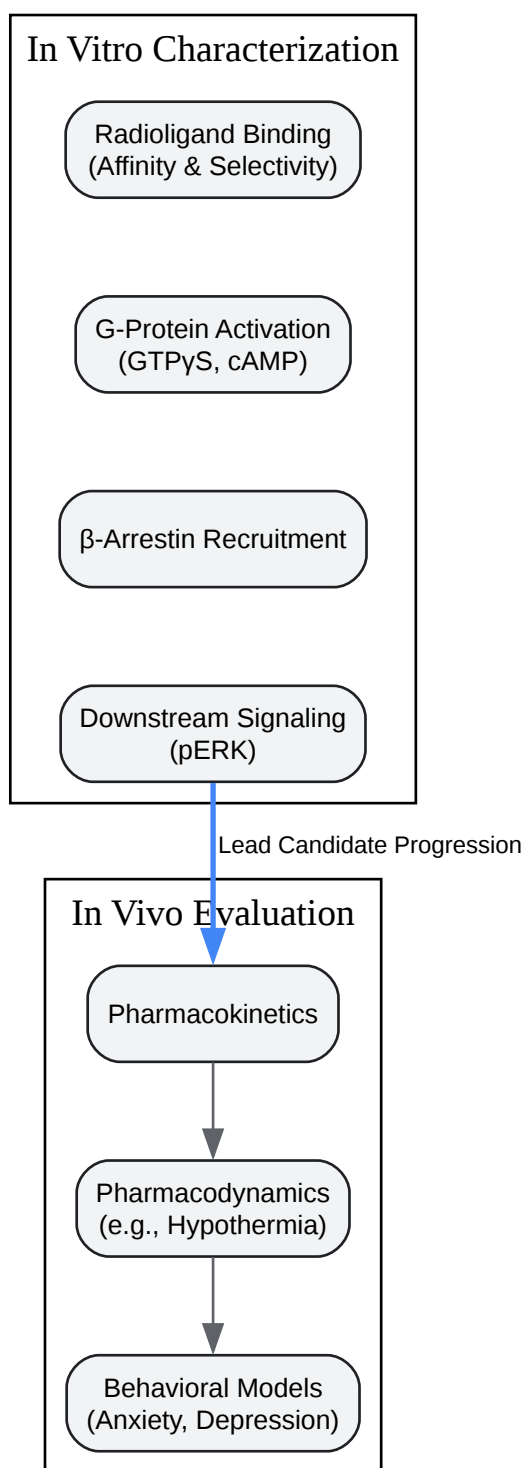 In Vitro Characterization
Radioligand Binding
(Affinity & Selectivity)
G-Protein Activation
(GTPγS, cAMP)
β-Arrestin Recruitment
Downstream Signaling
(pERK)
Lead Candidate Progression
In Vivo Evaluation
Pharmacokinetics
Pharmacodynamics
(e.g., Hypothermia)
Behavioral Models
(Anxiety, Depression)